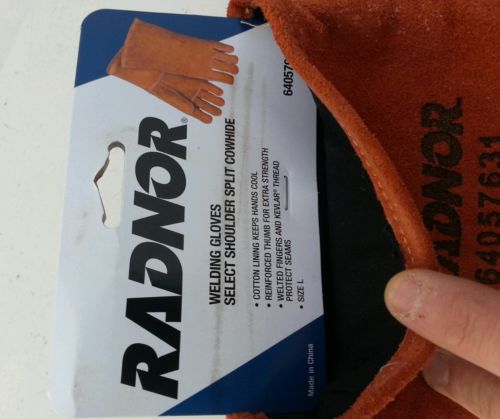 RADNOR®
WELDING GLOVES
SELECT SHOULDER SPLIT COWHIDE
• COTTON LINING KEEPS HANDS COOL
• REINFORCED THUMB FOR EXTRA STRENGTH
• WELTED FINGERS AND KEVLAR® THREAD
PROTECT SEAMS
• SIZE L
Made in China
RADNOR
64057631